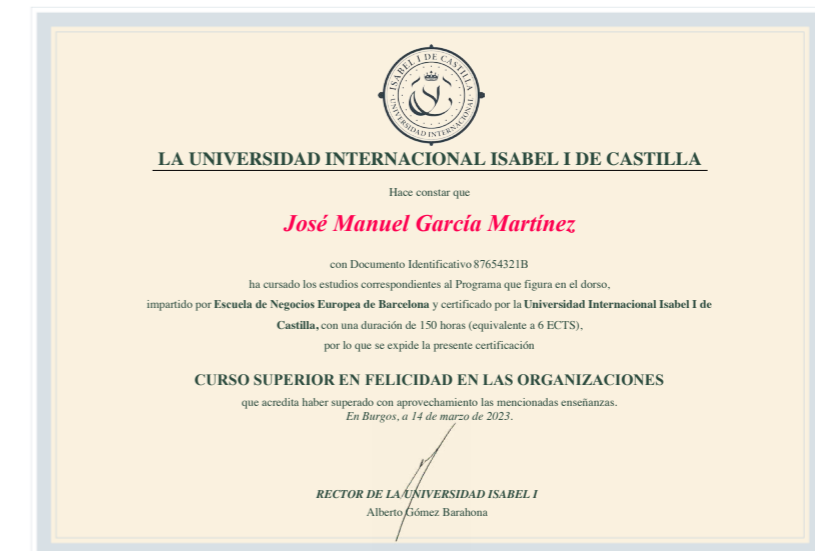 ISABEL I DE CASTILLA
UNIVERSIDAD INTERNACIONAL
LA UNIVERSIDAD INTERNACIONAL ISABEL I DE CASTILLA
Hace constar que
José Manuel García Martínez
con Documento Identificativo 87654321B
ha cursado los estudios correspondientes al Programa que figura en el dorso,
impartido por Escuela de Negocios Europea de Barcelona y certificado por la Universidad Internacional Isabel I de
Castilla, con una duración de 150 horas (equivalente a 6 ECTS),
por lo que se expide la presente certificación
CURSO SUPERIOR EN FELICIDAD EN LAS ORGANIZACIONES
que acredita haber superado con aprovechamiento las mencionadas enseñanzas.
En Burgos, a 14 de marzo de 2023.
RECTOR DE LA UNIVERSIDAD ISABEL I
Alberto Gómez Barahona